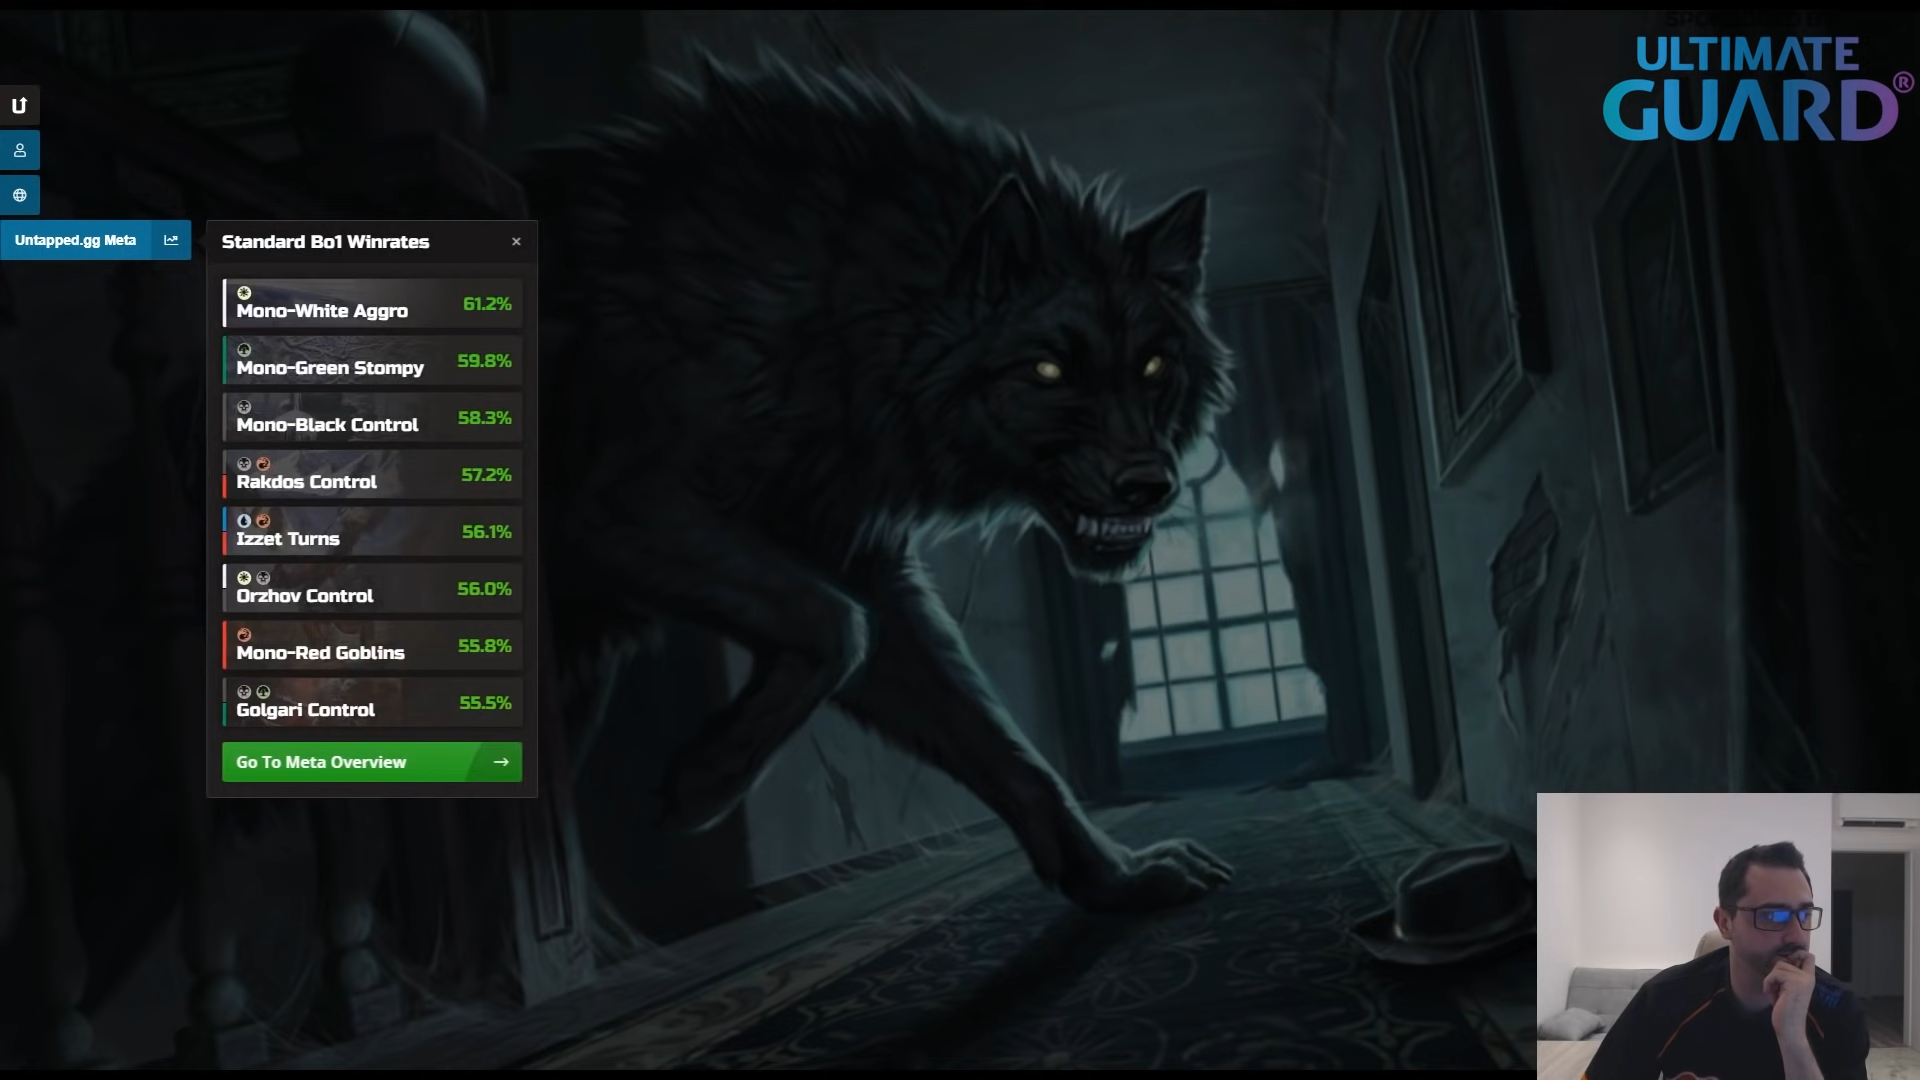 ULTIMATE
GUARD®
Untapped.gg Meta
Standard Bo1 Winrates
Mono-White Aggro 61.2%
Mono-Green Stompy 59.8%
Mono-Black Control 58.3%
Rakdos Control 57.2%
Izzet Turns 56.1%
Orzhov Control 56.0%
Mono-Red Goblins 55.8%
Golgari Control 55.5%
Go To Meta Overview